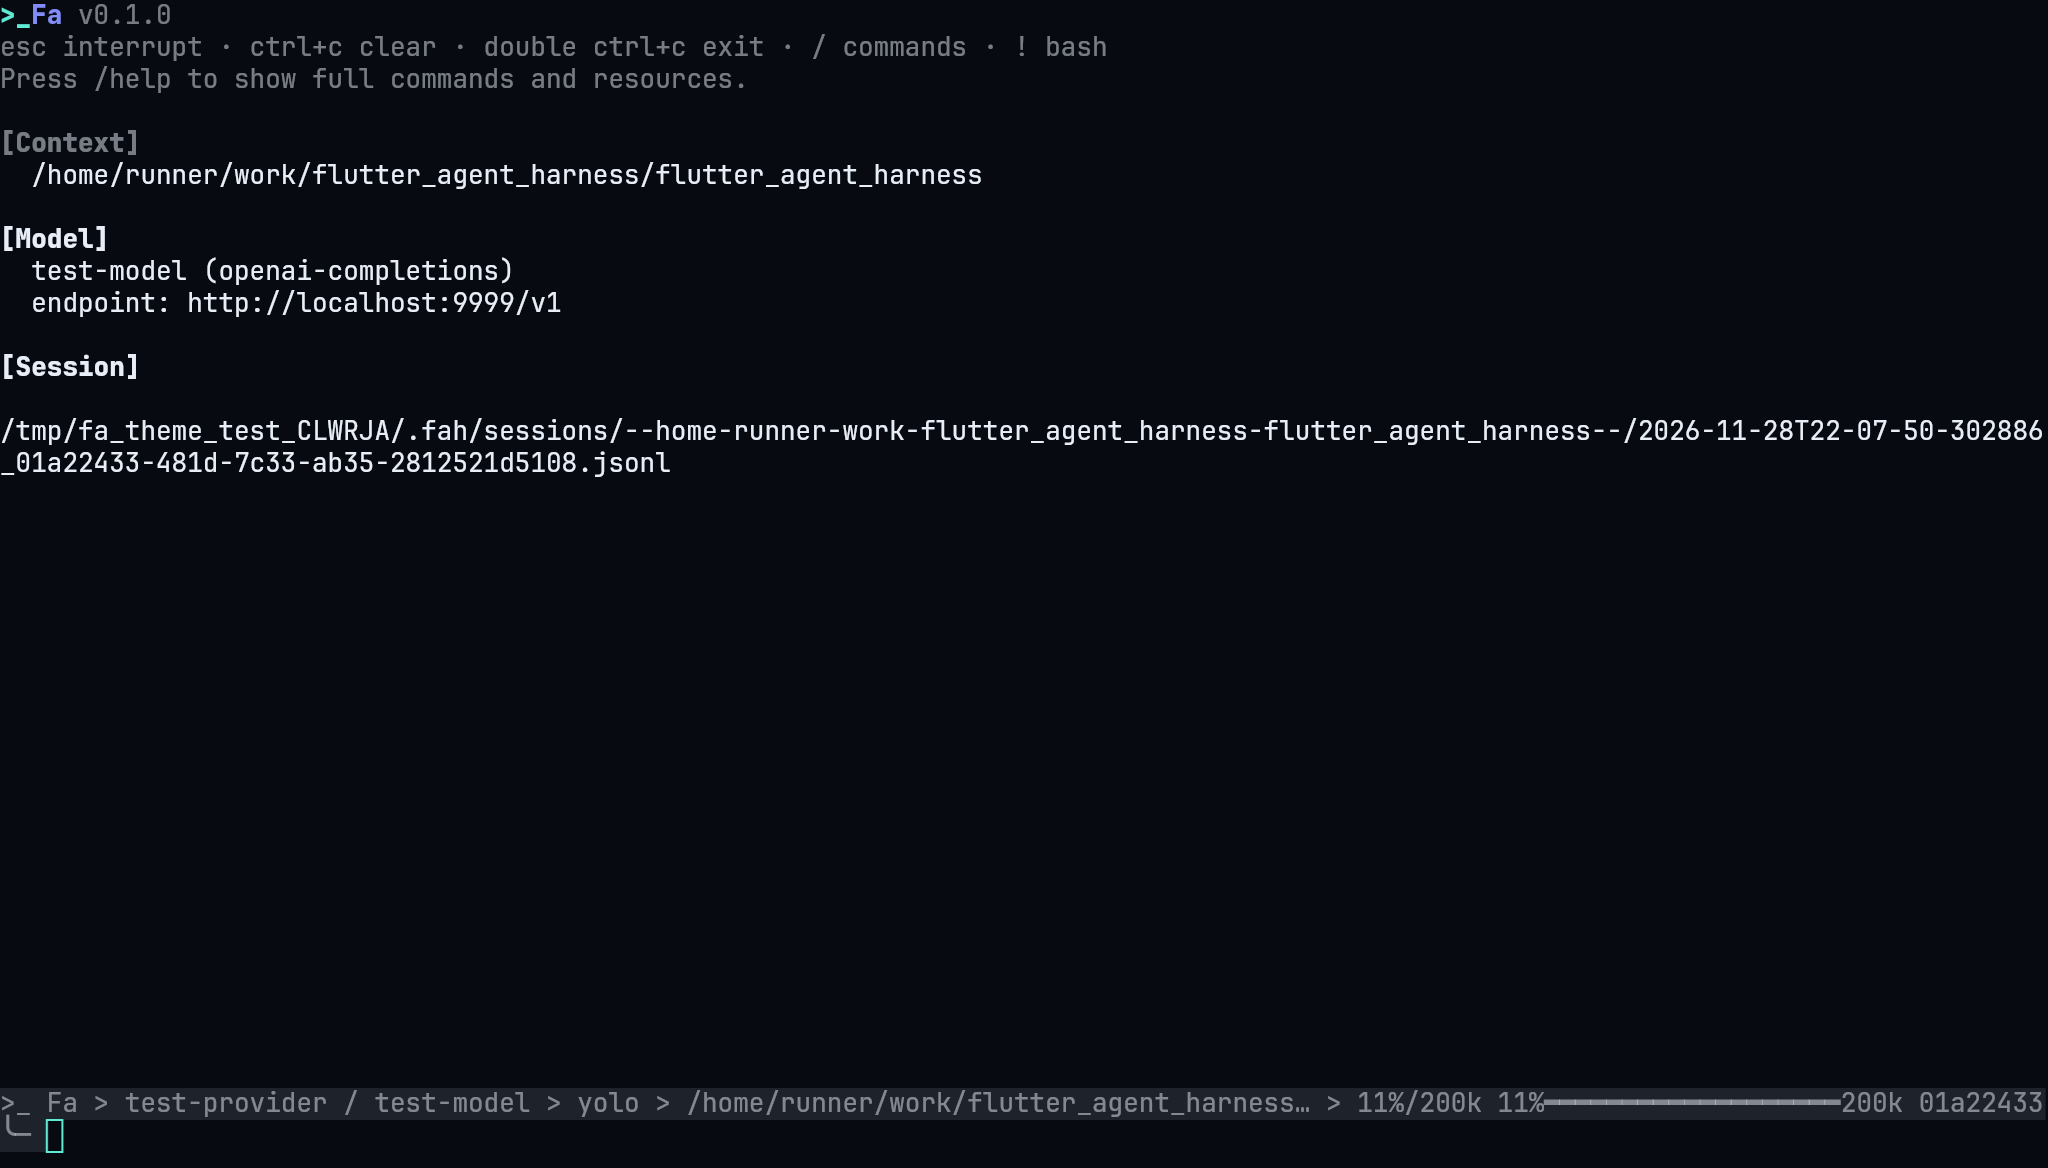 >_Fa v0.1.0
esc interrupt · ctrl+c clear · double ctrl+c exit · / commands · ! bash
Press /help to show full commands and resources.
[Context]
/home/runner/work/flutter_agent_harness/flutter_agent_harness
[Model]
test-model (openai-completions)
endpoint: http://localhost:9999/v1
[Session]
/tmp/fa_theme_test_CLWRJA/.fah/sessions/--home-runner-work-flutter_agent_harness-flutter_agent_harness--/2026-11-28T22-07-50-302886
_01a22433-481d-7c33-ab35-2812521d5108.jsonl
>_ Fa > test-provider / test-model > yolo > /home/runner/work/flutter_agent_harness… > 11%/200k 11%━━━━━━━━━━━━━━━━━━━200k 01a22433
╰─